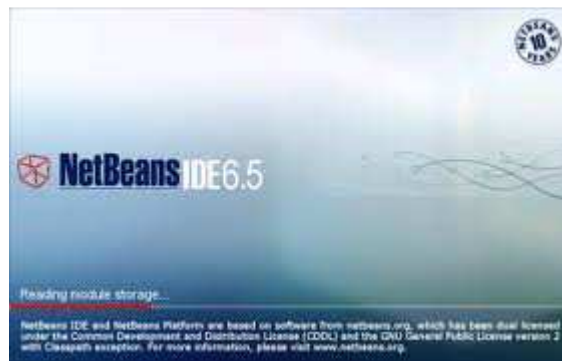 NETBEANS
10
YEARS
NetBeans IDE 6.5
Reading module storage...
NetBeans IDE and NetBeans Platform are based on software from netbeans.org, which has been dual licensed
under the Common Development and Distribution License (CDDL) and the GNU General Public License version 2
with Classpath exception. For more information, please visit www.netbeans.org.